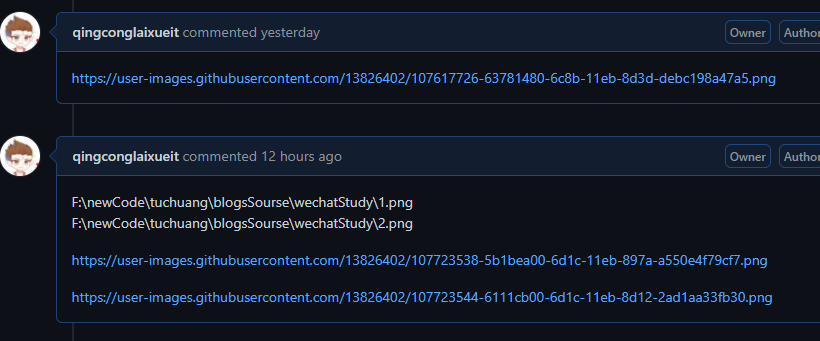 qingconglaixueit commented yesterday
Owner
Autho
https://user-images.githubusercontent.com/13826402/107617726-63781480-6c8b-11eb-8d3d-debc198a47a5.png
qingconglaixueit commented 12 hours ago
Owner
Autho
F:\newCode\tuchuang\blogsSourse\wechatStudy\1.png
F:\newCode\tuchuang\blogsSourse\wechatStudy\2.png
https://user-images.githubusercontent.com/13826402/107723538-5b1bea00-6d1c-11eb-897a-a550e4f79cf7.png
https://user-images.githubusercontent.com/13826402/107723544-6111cb00-6d1c-11eb-8d12-2ad1aa33fb30.png